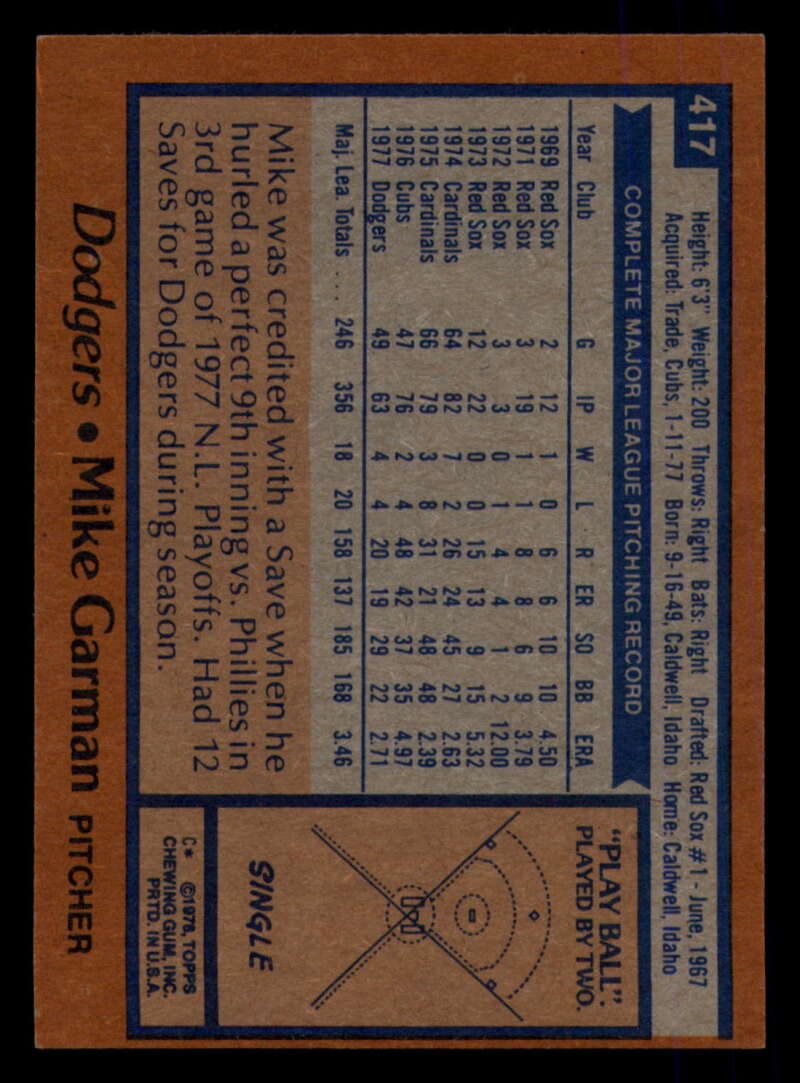 417
Height: 6'3" Weight: 200 Throws: Right Bats: Right Drafted: Red Sox #1 - June, 1967
Acquired: Trade, Cubs, 1-11-77 Born: 9-16-49, Caldwell, Idaho Home: Caldwell, Idaho
COMPLETE MAJOR LEAGUE PITCHING RECORD
Year Club G IP W L R ER SO BB ERA
1969 Red Sox 2 12 1 0 6 6 10 10 4.50
1971 Red Sox 3 19 1 1 8 8 6 9 3.79
1972 Red Sox 3 3 0 1 4 4 1 2 12.00
1973 Red Sox 12 22 0 0 15 13 9 15 5.32
1974 Cardinals 64 82 7 2 26 24 45 27 2.63
1975 Cardinals 66 79 3 8 31 21 48 48 2.39
1976 Cubs 47 76 2 4 48 42 37 35 4.97
1977 Dodgers 49 63 4 4 20 19 29 22 2.71
Maj. Lea. Totals ... 246 356 18 20 158 137 185 168 3.46
Mike was credited with a Save when he
hurled a perfect 9th inning vs. Phillies in
3rd game of 1977 N.L. Playoffs. Had 12
Saves for Dodgers during season.
"PLAY BALL".
PLAYED BY TWO.
SINGLE
C* ©1978, TOPPS
CHEWING GUM, INC.
PRTD. IN U.S.A.
Dodgers • Mike Garman PITCHER